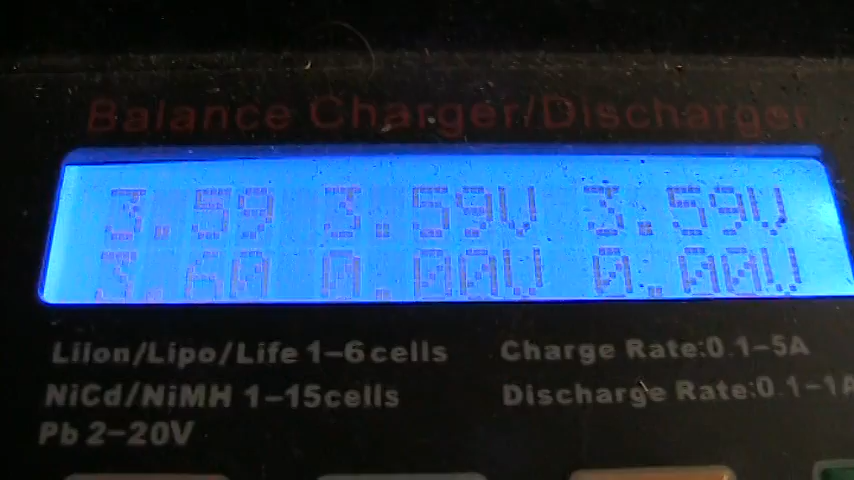 Balance Charger/Discharger
3.59 3.59V 3.59V
3.60 0.00V 0.00V
LiIon/Lipo/Life 1-6cells Charge Rate:0.1-5A
NiCd/NiMH 1-15cells Discharge Rate:0.1-1A
Pb 2-20V